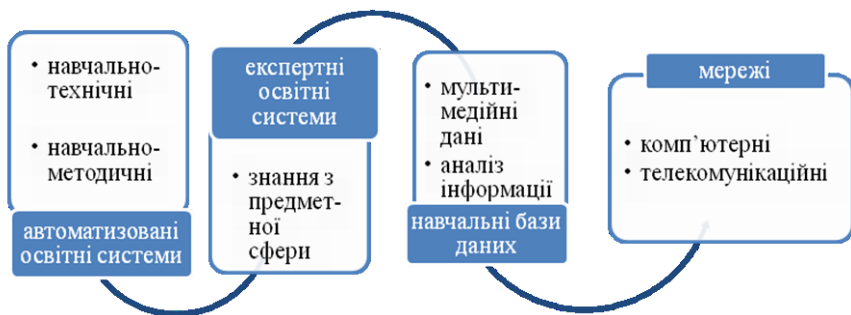 • навчально-
технічні
• навчально-
методичні
автоматизовані
освітні системи
експертні
освітні
системи
• знання з
предмет-
ної
сфери
• мульти-
медійні
дані
• аналіз
інформації
навчальні бази
даних
мережі
• комп’ютерні
• телекомунікаційні